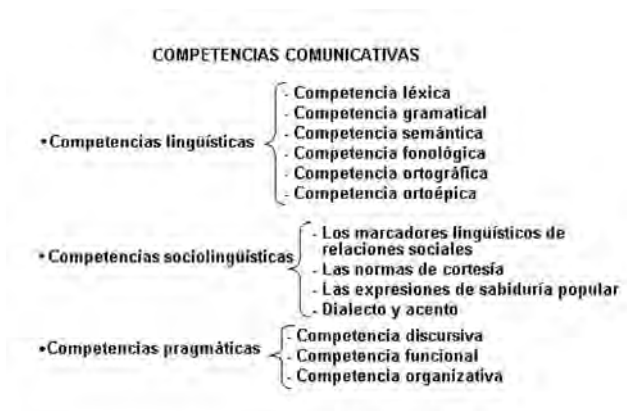 COMPETENCIAS COMUNICATIVAS
•Competencias lingüísticas
- Competencia léxica
- Competencia gramatical
- Competencia semántica
- Competencia fonológica
- Competencia ortográfica
- Competencia ortoépica
•Competencias sociolingüísticas
- Los marcadores lingüísticos de
relaciones sociales
- Las normas de cortesía
- Las expresiones de sabiduría popular
- Dialecto y acento
•Competencias pragmáticas
- Competencia discursiva
- Competencia funcional
- Competencia organizativa